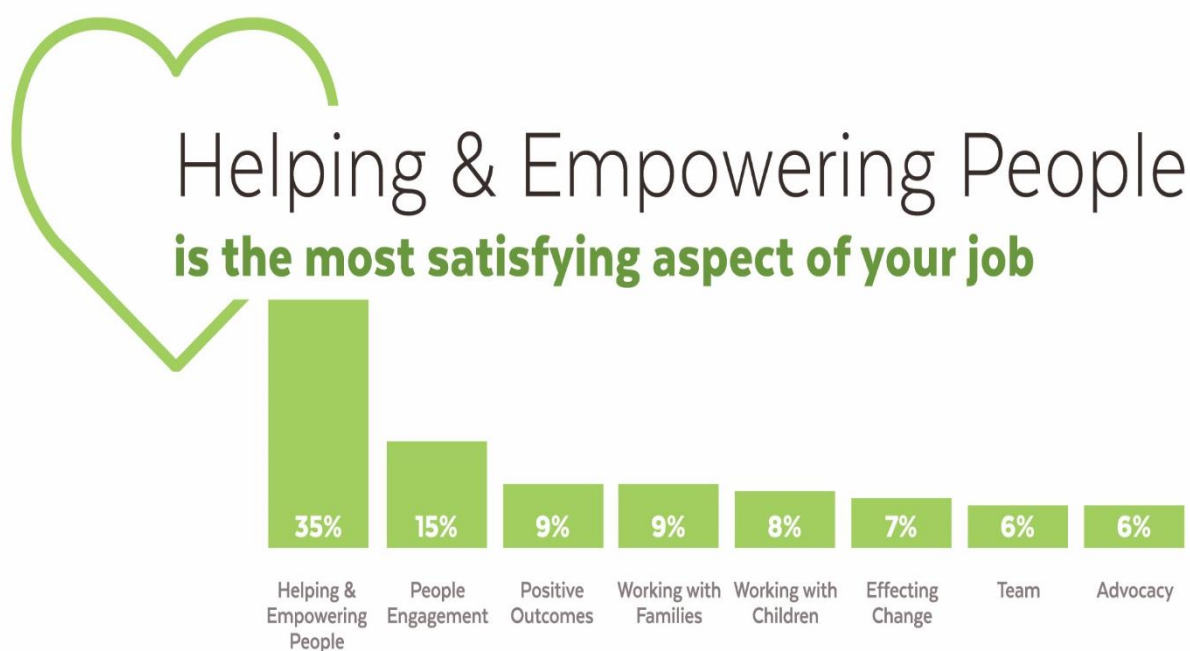 Helping & Empowering People
is the most satisfying aspect of your job
35%
15%
9%
9%
8%
7%
6%
6%
Helping &
Empowering
People
People
Engagement
Positive
Outcomes
Working with
Families
Working with
Children
Effecting
Change
Team
Advocacy